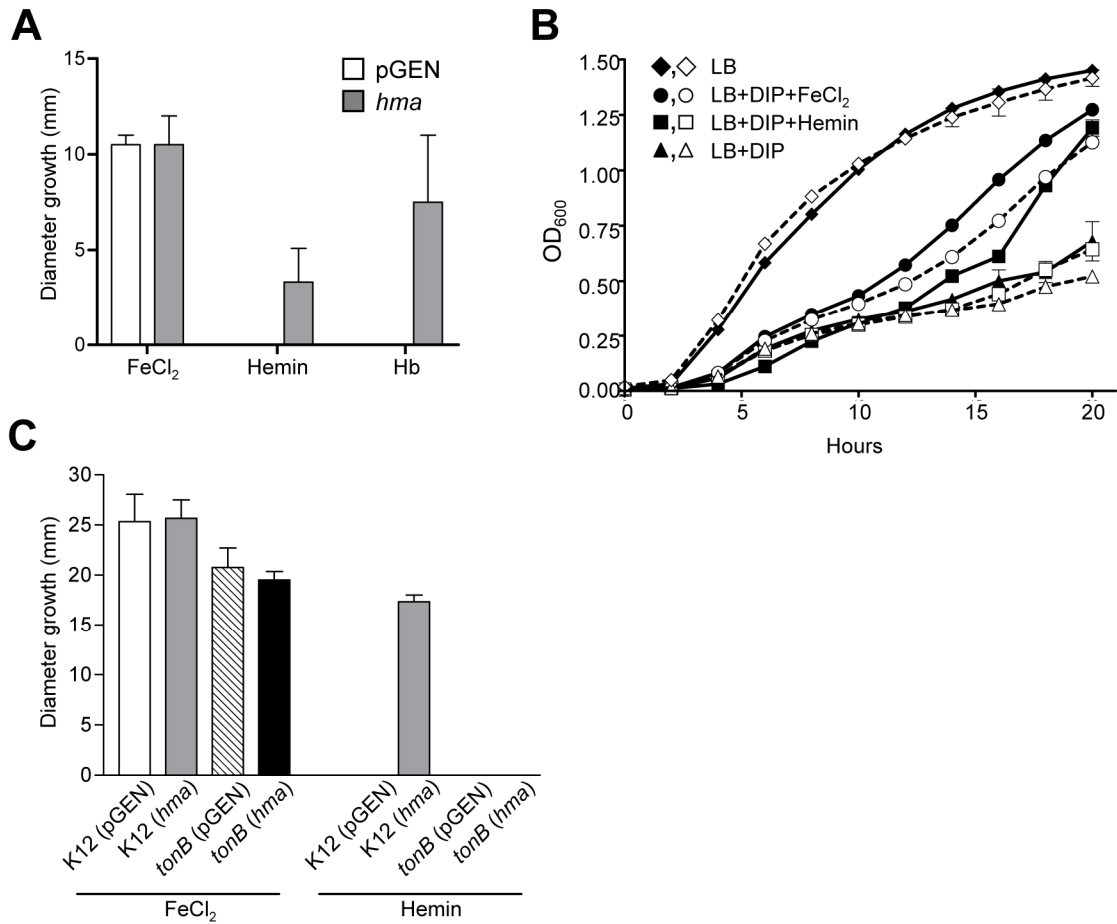 A
Diameter growth (mm)
15
10
5
0
pGEN
hma
FeCl₂
Hemin
Hb
B
OD₆₀₀
1.50
1.25
1.00
0.75
0.50
0.25
0.00
LB
LB+DIP+FeCl₂
LB+DIP+Hemin
LB+DIP
0
5
10
15
20
Hours
C
Diameter growth (mm)
30
25
20
15
10
5
0
K12 (pGEN)
K12 (hma)
tonB (pGEN)
tonB (hma)
K12 (pGEN)
K12 (hma)
tonB (pGEN)
tonB (hma)
FeCl₂
Hemin